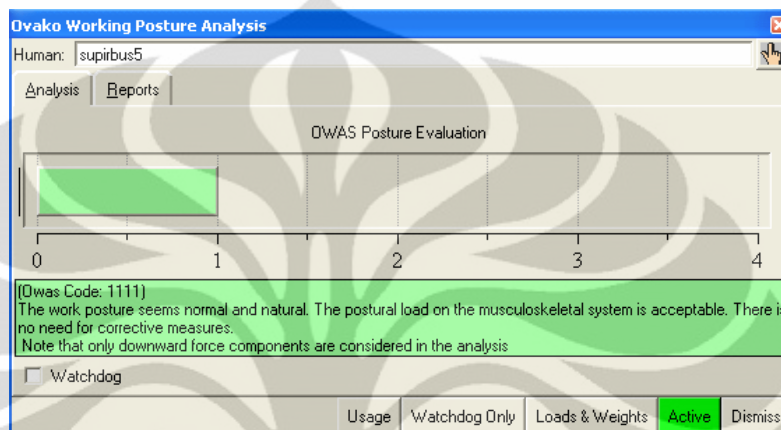 Ovako Working Posture Analysis
Human: supirbus5
Analysis Reports
OWAS Posture Evaluation
0 1 2 3 4
(Owas Code: 1111)
The work posture seems normal and natural. The postural load on the musculoskeletal system is acceptable. There is
no need for corrective measures.
Note that only downward force components are considered in the analysis
Watchdog
Usage Watchdog Only Loads & Weights Active Dismiss